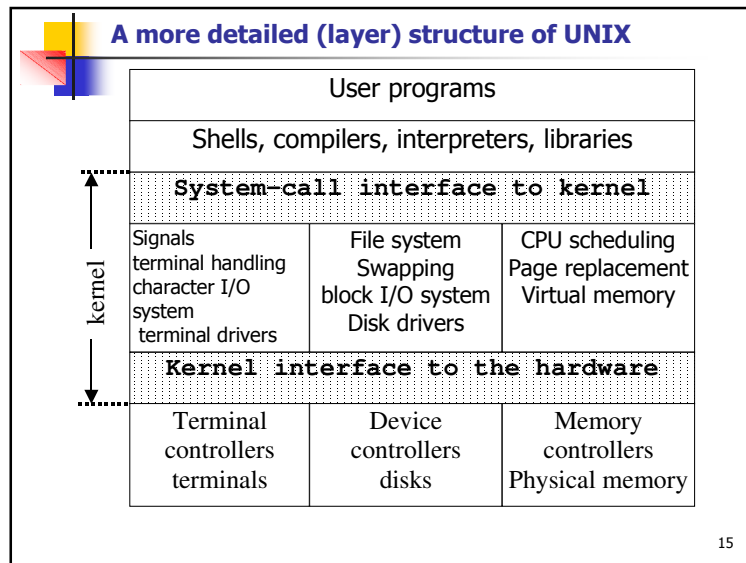 A more detailed (layer) structure of UNIX
User programs
Shells, compilers, interpreters, libraries
System-call interface to kernel
kernel
Signals
terminal handling
character I/O
system
terminal drivers
File system
Swapping
block I/O system
Disk drivers
CPU scheduling
Page replacement
Virtual memory
Kernel interface to the hardware
Terminal
controllers
terminals
Device
controllers
disks
Memory
controllers
Physical memory
15